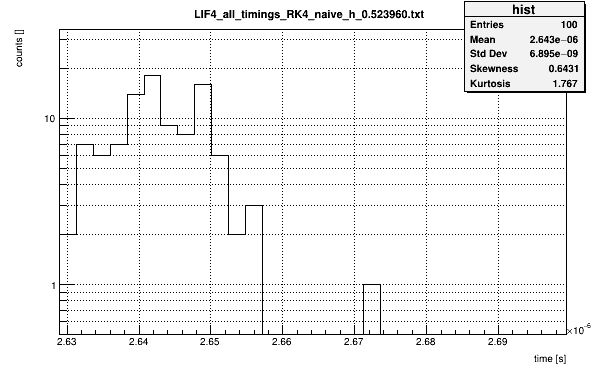 LIF4_all_timings_RK4_naive_h_0.523960.txt
hist
Entries 100
Mean 2.643e−06
Std Dev 6.895e−09
Skewness 0.6431
Kurtosis 1.767
counts []
10
1
2.63 2.64 2.65 2.66 2.67 2.68 2.69
×10⁻⁶
time [s]